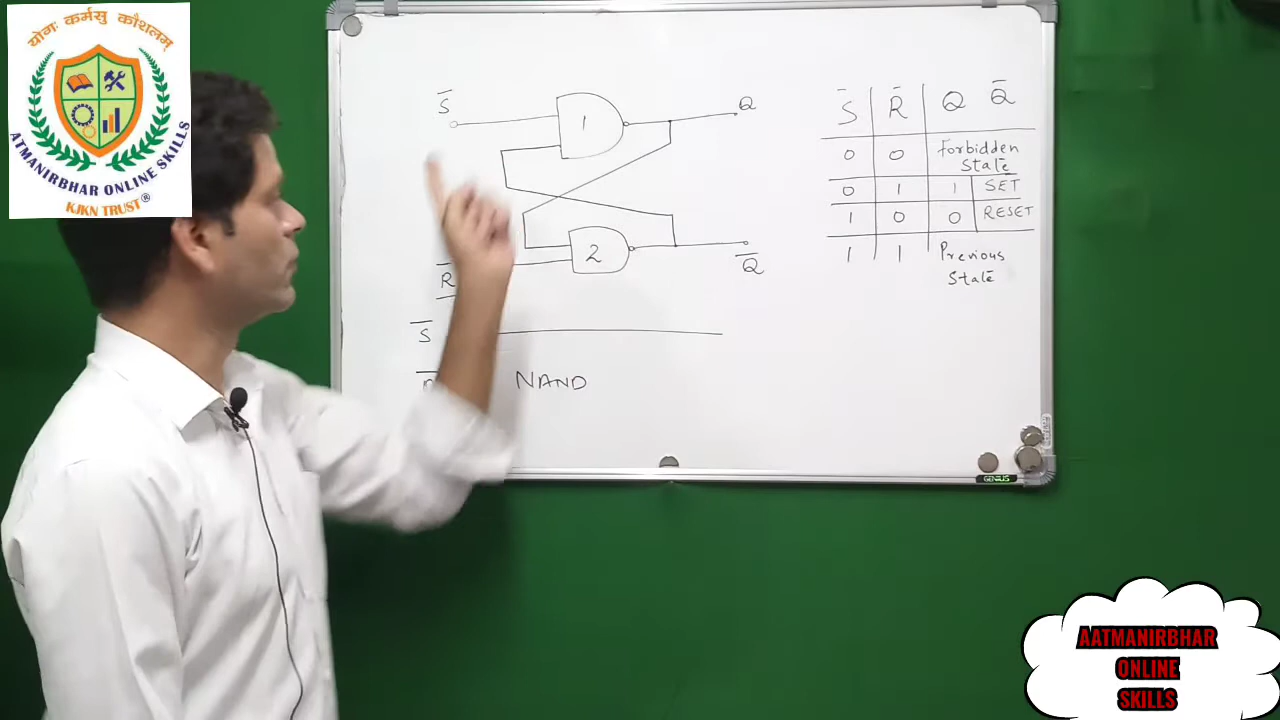 योगः कर्मसु कौशलम्
ATMANIRBHAR ONLINE SKILLS
KJKN TRUST®
S̅ Q
1
2
R̅ Q̅
S̅
NAND
S̅ R̅ Q Q̅
0 0 Forbidden State
0 1 1 SET
1 0 0 RESET
1 1 Previous State
GENIUS
AATMANIRBHAR
ONLINE
SKILLS